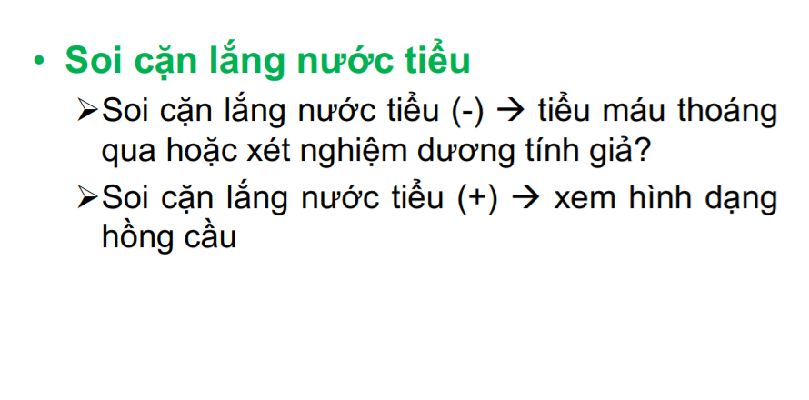 • Soi cặn lắng nước tiểu
➢Soi cặn lắng nước tiểu (-) → tiểu máu thoáng
qua hoặc xét nghiệm dương tính giả?
➢Soi cặn lắng nước tiểu (+) → xem hình dạng
hồng cầu